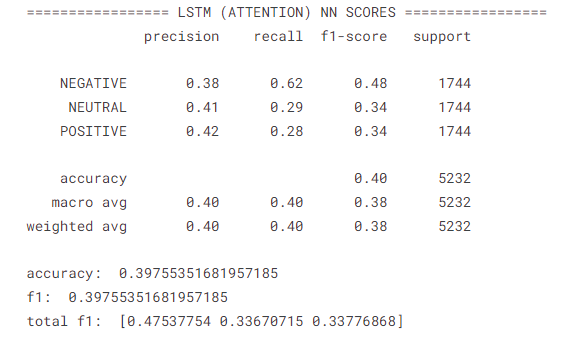 ================= LSTM (ATTENTION) NN SCORES =================
precision recall f1-score support
NEGATIVE 0.38 0.62 0.48 1744
NEUTRAL 0.41 0.29 0.34 1744
POSITIVE 0.42 0.28 0.34 1744
accuracy 0.40 5232
macro avg 0.40 0.40 0.38 5232
weighted avg 0.40 0.40 0.38 5232
accuracy: 0.39755351681957185
f1: 0.39755351681957185
total f1: [0.47537754 0.33670715 0.33776868]